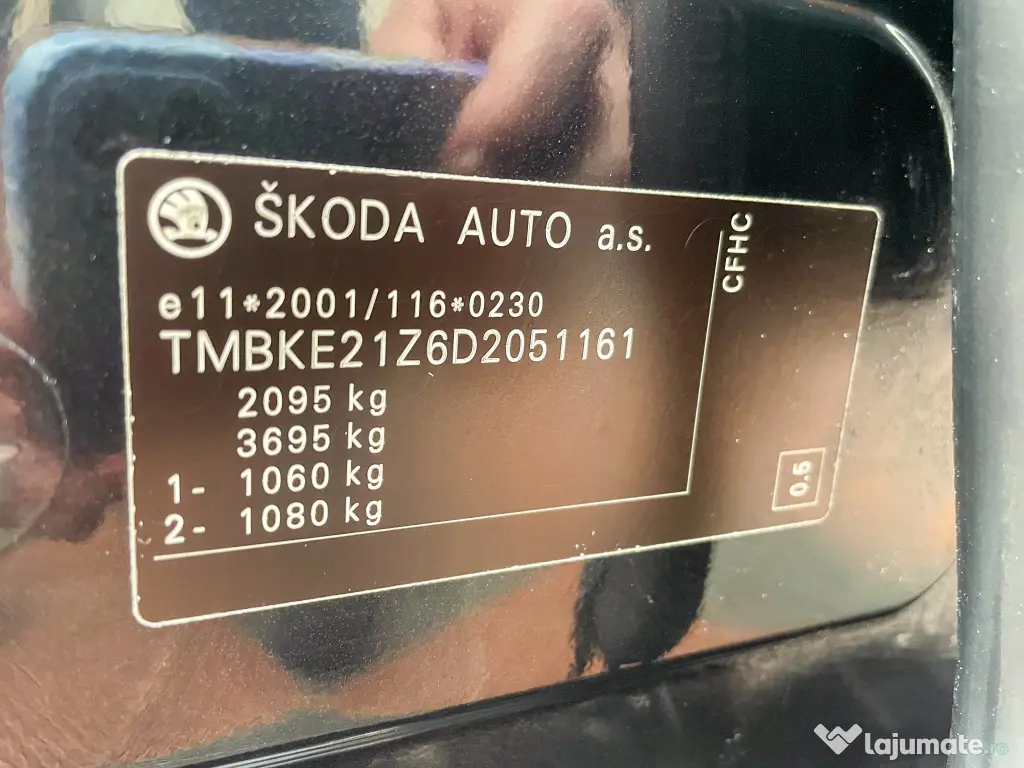 ŠKODA AUTO a.s.
CFHC
e11*2001/116*0230
TMBKE21Z6D2051161
2095 kg
3695 kg
1- 1060 kg
2- 1080 kg
0.5
lajumate.ro